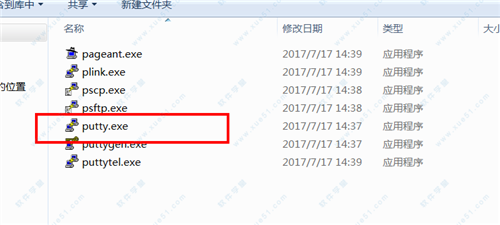 含到库中 共享 新建文件夹
名称 修改日期 类型
pageant.exe 2017/7/17 14:39 应用程序
plink.exe 2017/7/17 14:39 应用程序
的位置
pscp.exe 2017/7/17 14:38 应用程序
psftp.exe 2017/7/17 14:38 应用程序
putty.exe 2017/7/17 14:37 应用程序
puttygen.exe 2017/7/17 14:37 应用程序
puttytel.exe 2017/7/17 14:39 应用程序